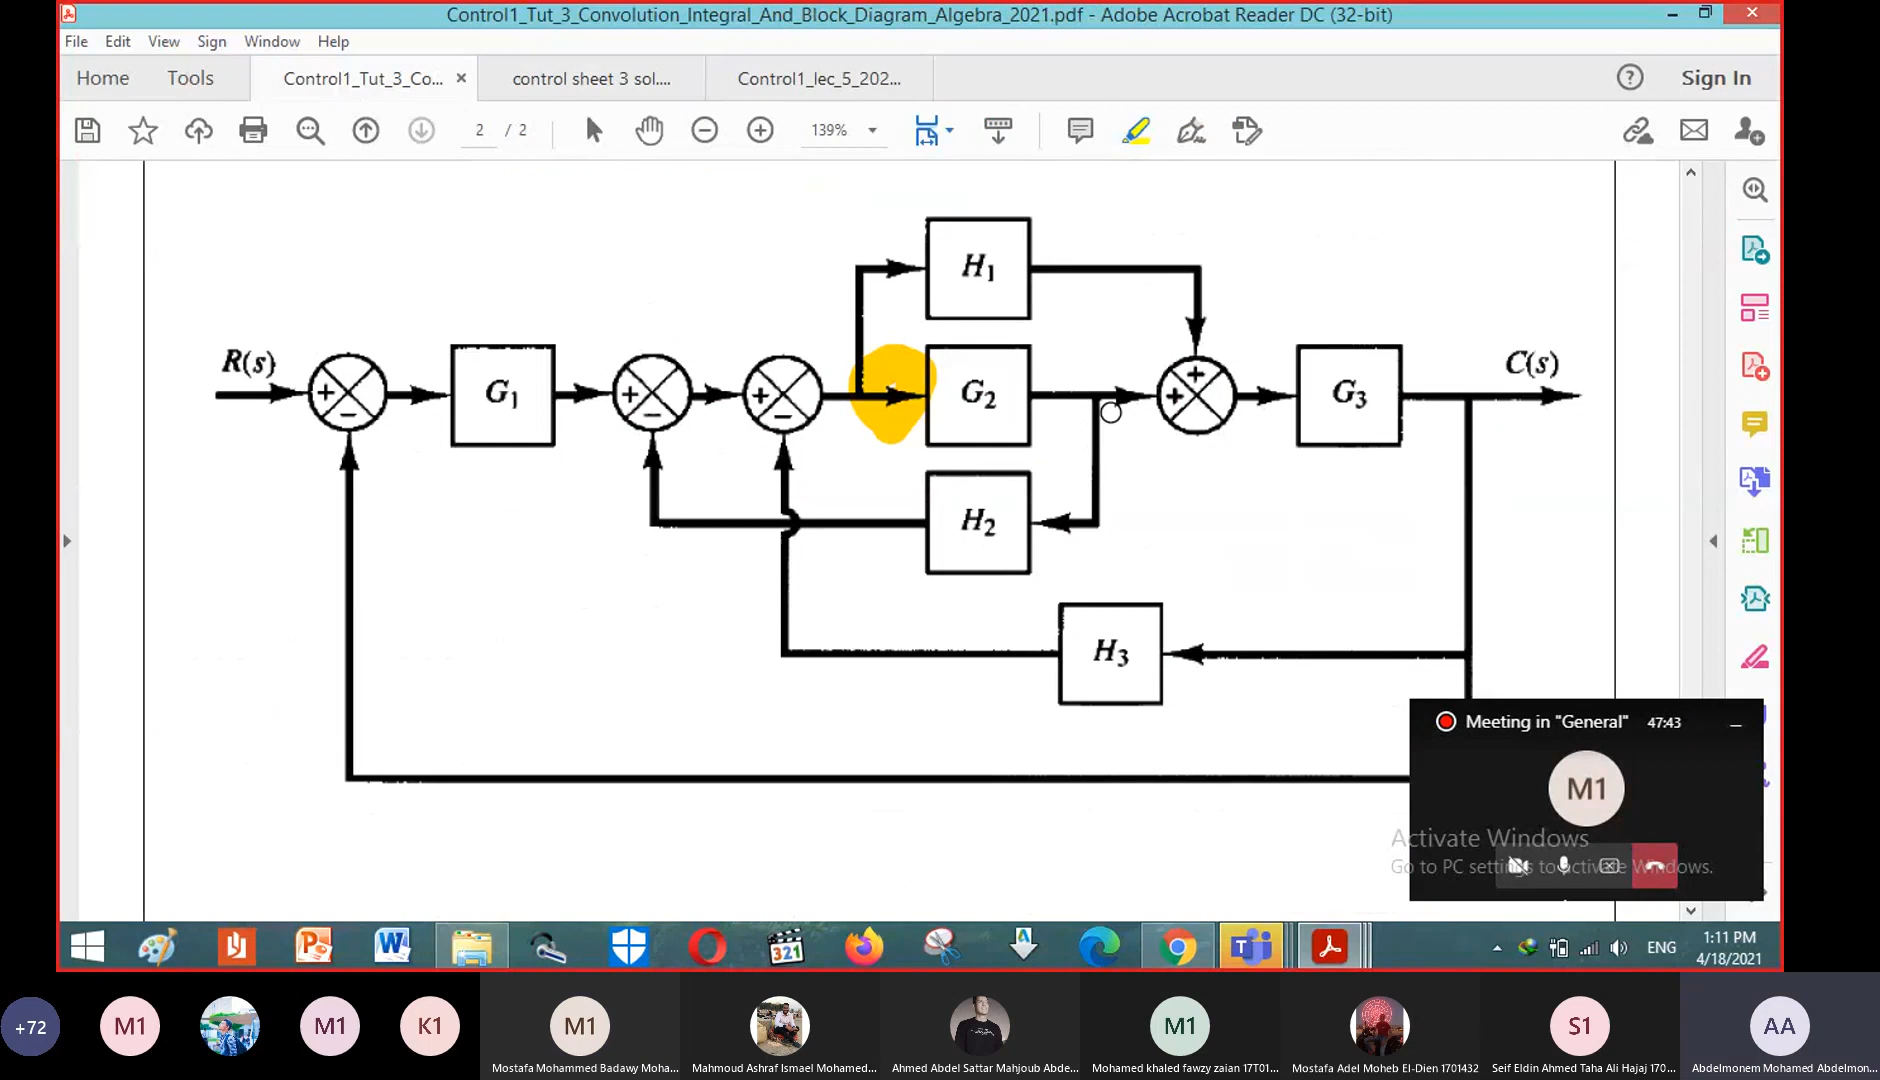 Control1_Tut_3_Convolution_Integral_And_Block_Diagram_Algebra_2021.pdf - Adobe Acrobat Reader DC (32-bit)
File Edit View Sign Window Help
Home Tools Control1_Tut_3_Co... × control sheet 3 sol.... Control1_lec_5_202... Sign In
2 / 2 139%
H1
R(s) G1 G2 G3 C(s)
H2
H3
Meeting in "General" 47:43
M1
Activate Windows
Go to PC settings to activate Windows.
321
ENG
1:11 PM
4/18/2021
+72 M1 M1 K1 M1 M1 S1 AA
Mostafa Mohammed Badawy Moha... Mahmoud Ashraf Ismael Mohamed... Ahmed Abdel Sattar Mahjoub Abde... Mohamed khaled fawzy zaian 17T01... Mostafa Adel Moheb El-Dien 1701432 Seif Eldin Ahmed Taha Ali Hajaj 170... Abdelmonem Mohamed Abdelmon...